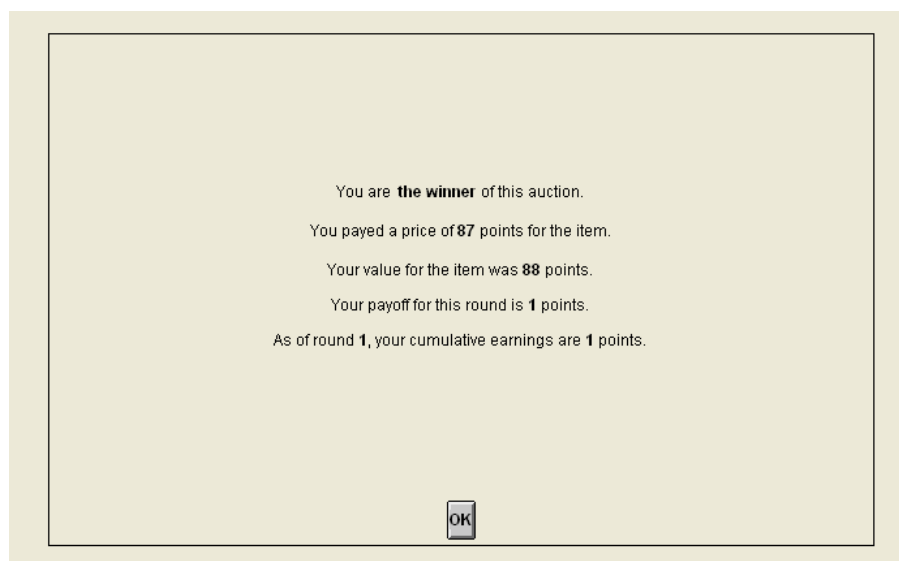 You are the winner of this auction.
You payed a price of 87 points for the item.
Your value for the item was 88 points.
Your payoff for this round is 1 points.
As of round 1, your cumulative earnings are 1 points.
OK